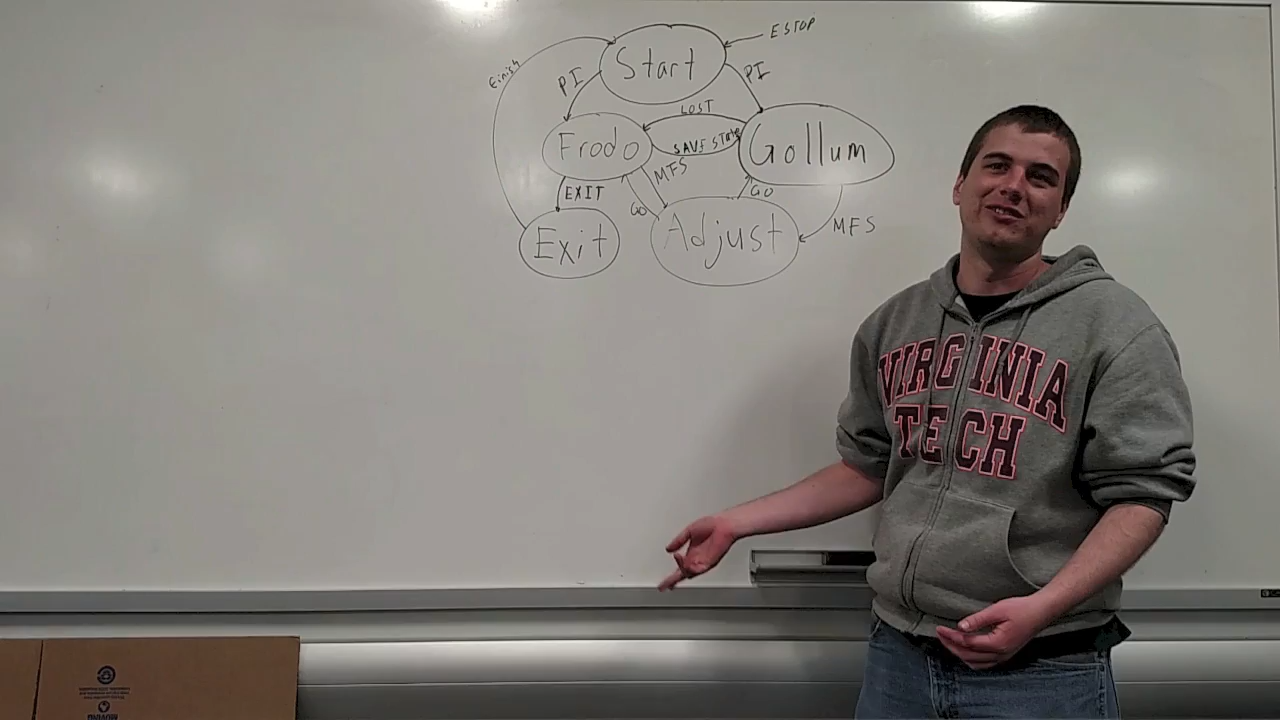 ESTOP
Start
finish
PI
PI
LOST
Frodo
SAVE STATE
Gollum
EXIT
MFS
GO
GO
Exit
Adjust
MFS
VIRGINIA
TECH